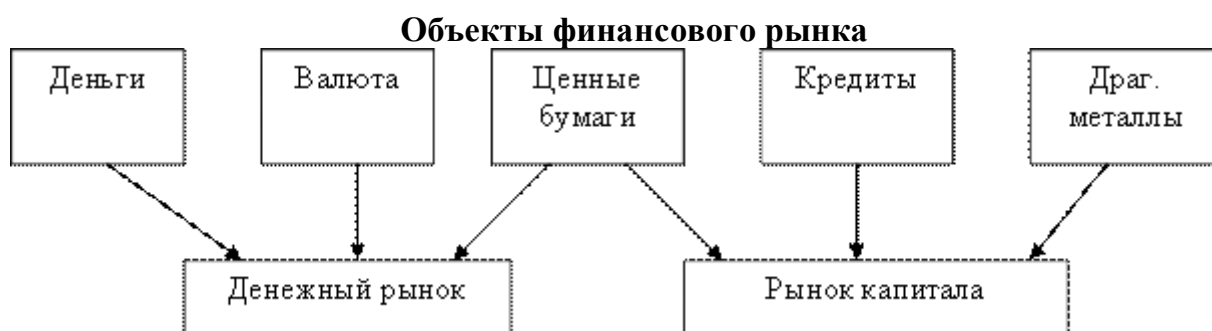 Объекты финансового рынка
Деньги
Валюта
Ценные
бумаги
Кредиты
Драг.
металлы
Денежный рынок
Рынок капитала